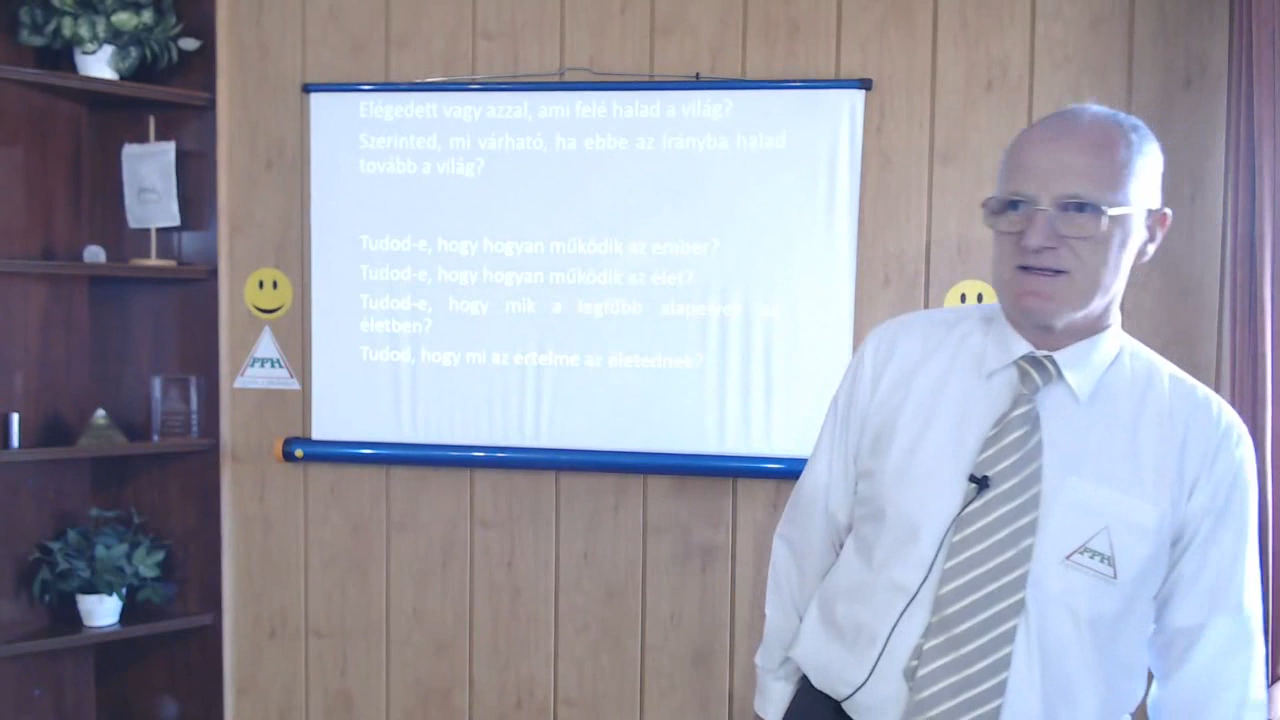 Elégedett vagy azzal, ami felé halad a világ?
Szerinted, mi várható, ha ebbe az irányba halad
tovább a világ?
Tudod-e, hogy hogyan működik az ember?
Tudod-e, hogy hogyan működik az élet?
Tudod-e, hogy mik a legfőbb alapelvek az
életben?
Tudod, hogy mi az értelme az életednek?
PPH
PPH